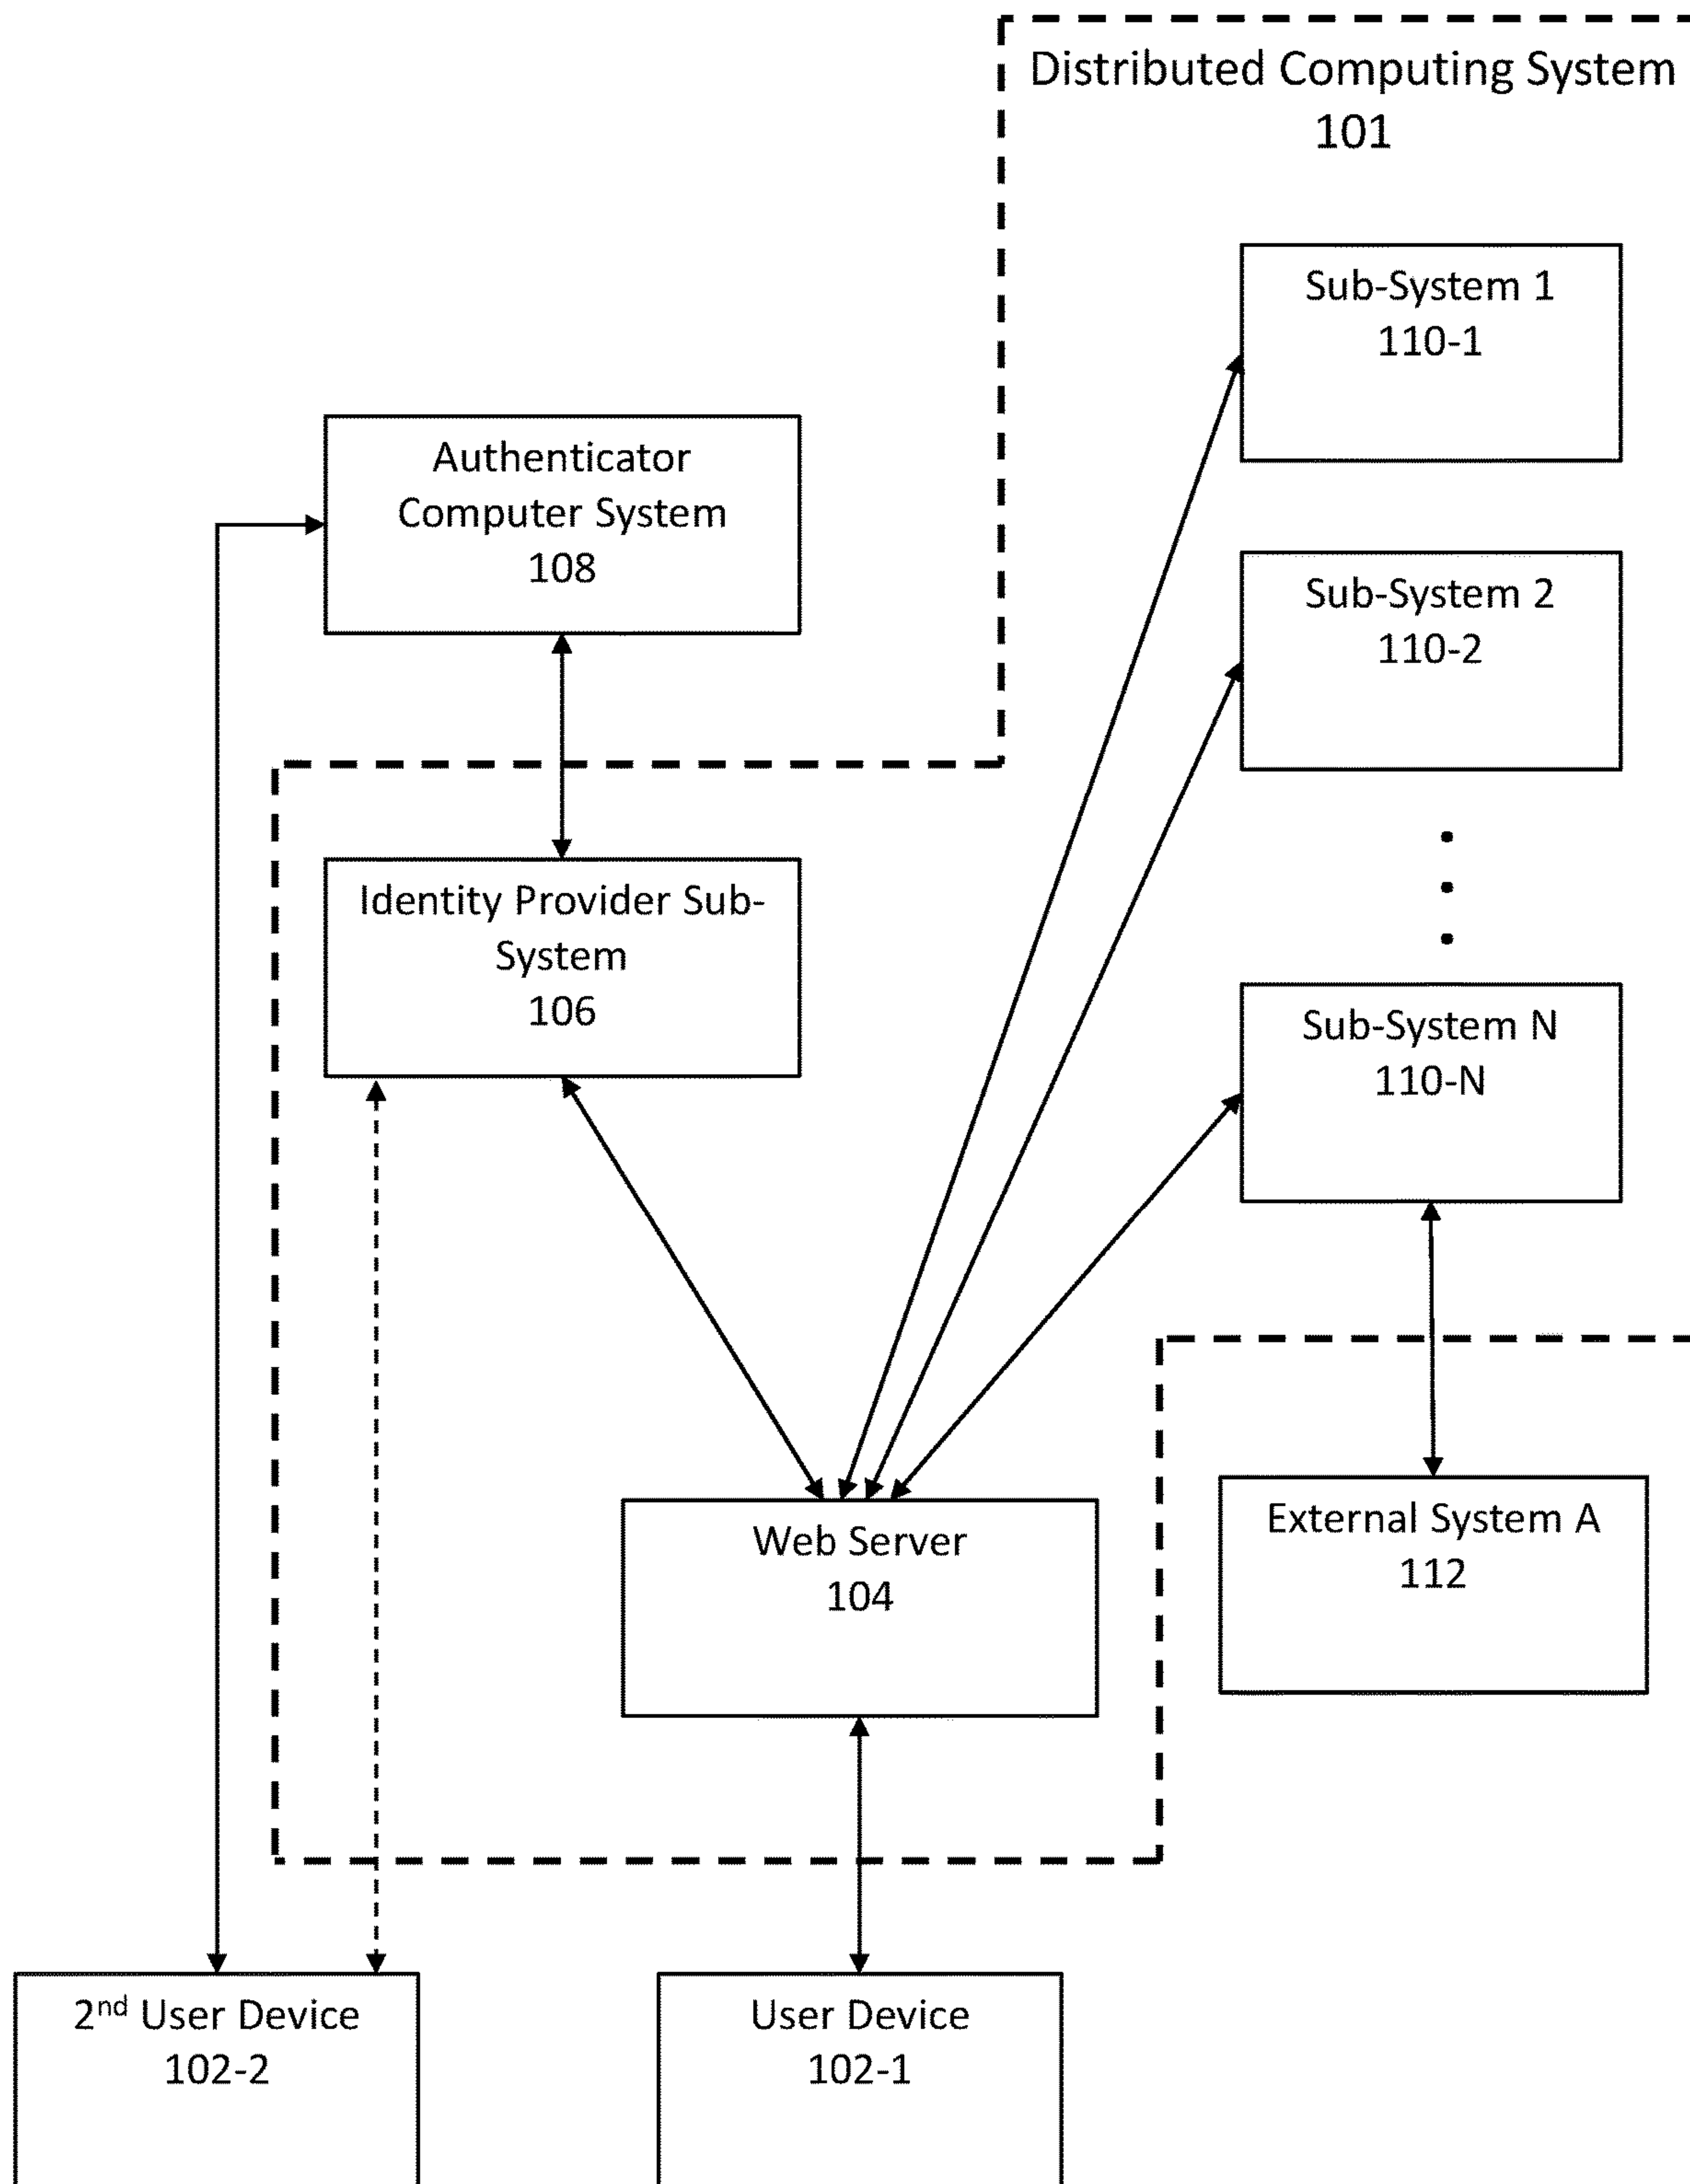 Distributed Computing System
101
Sub-System 1
110-1
Authenticator
Computer System
108
Sub-System 2
110-2
Identity Provider Sub-
System
106
Sub-System N
110-N
Web Server
104
External System A
112
2nd User Device
102-2
User Device
102-1